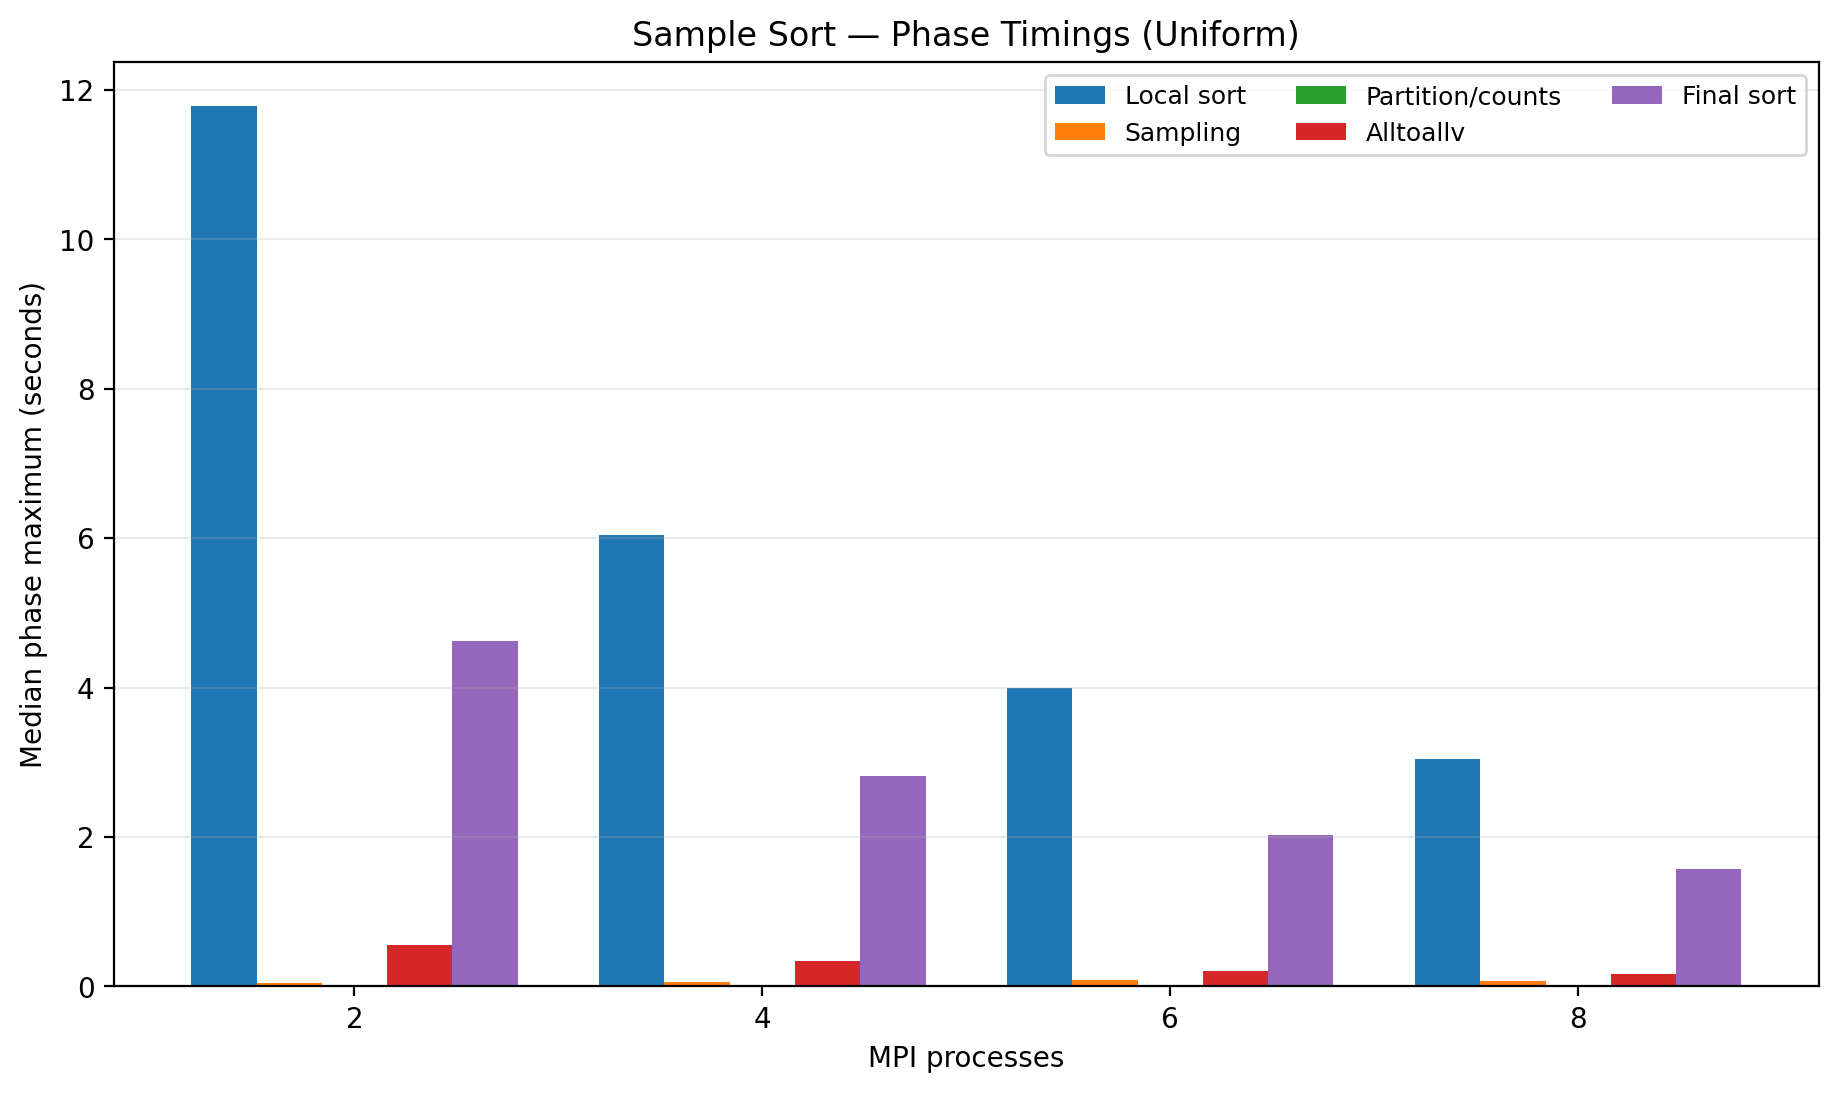 Sample Sort — Phase Timings (Uniform)
Local sort
Sampling
Partition/counts
Alltoallv
Final sort
Median phase maximum (seconds)
12
10
8
6
4
2
0
2 4 6 8
MPI processes